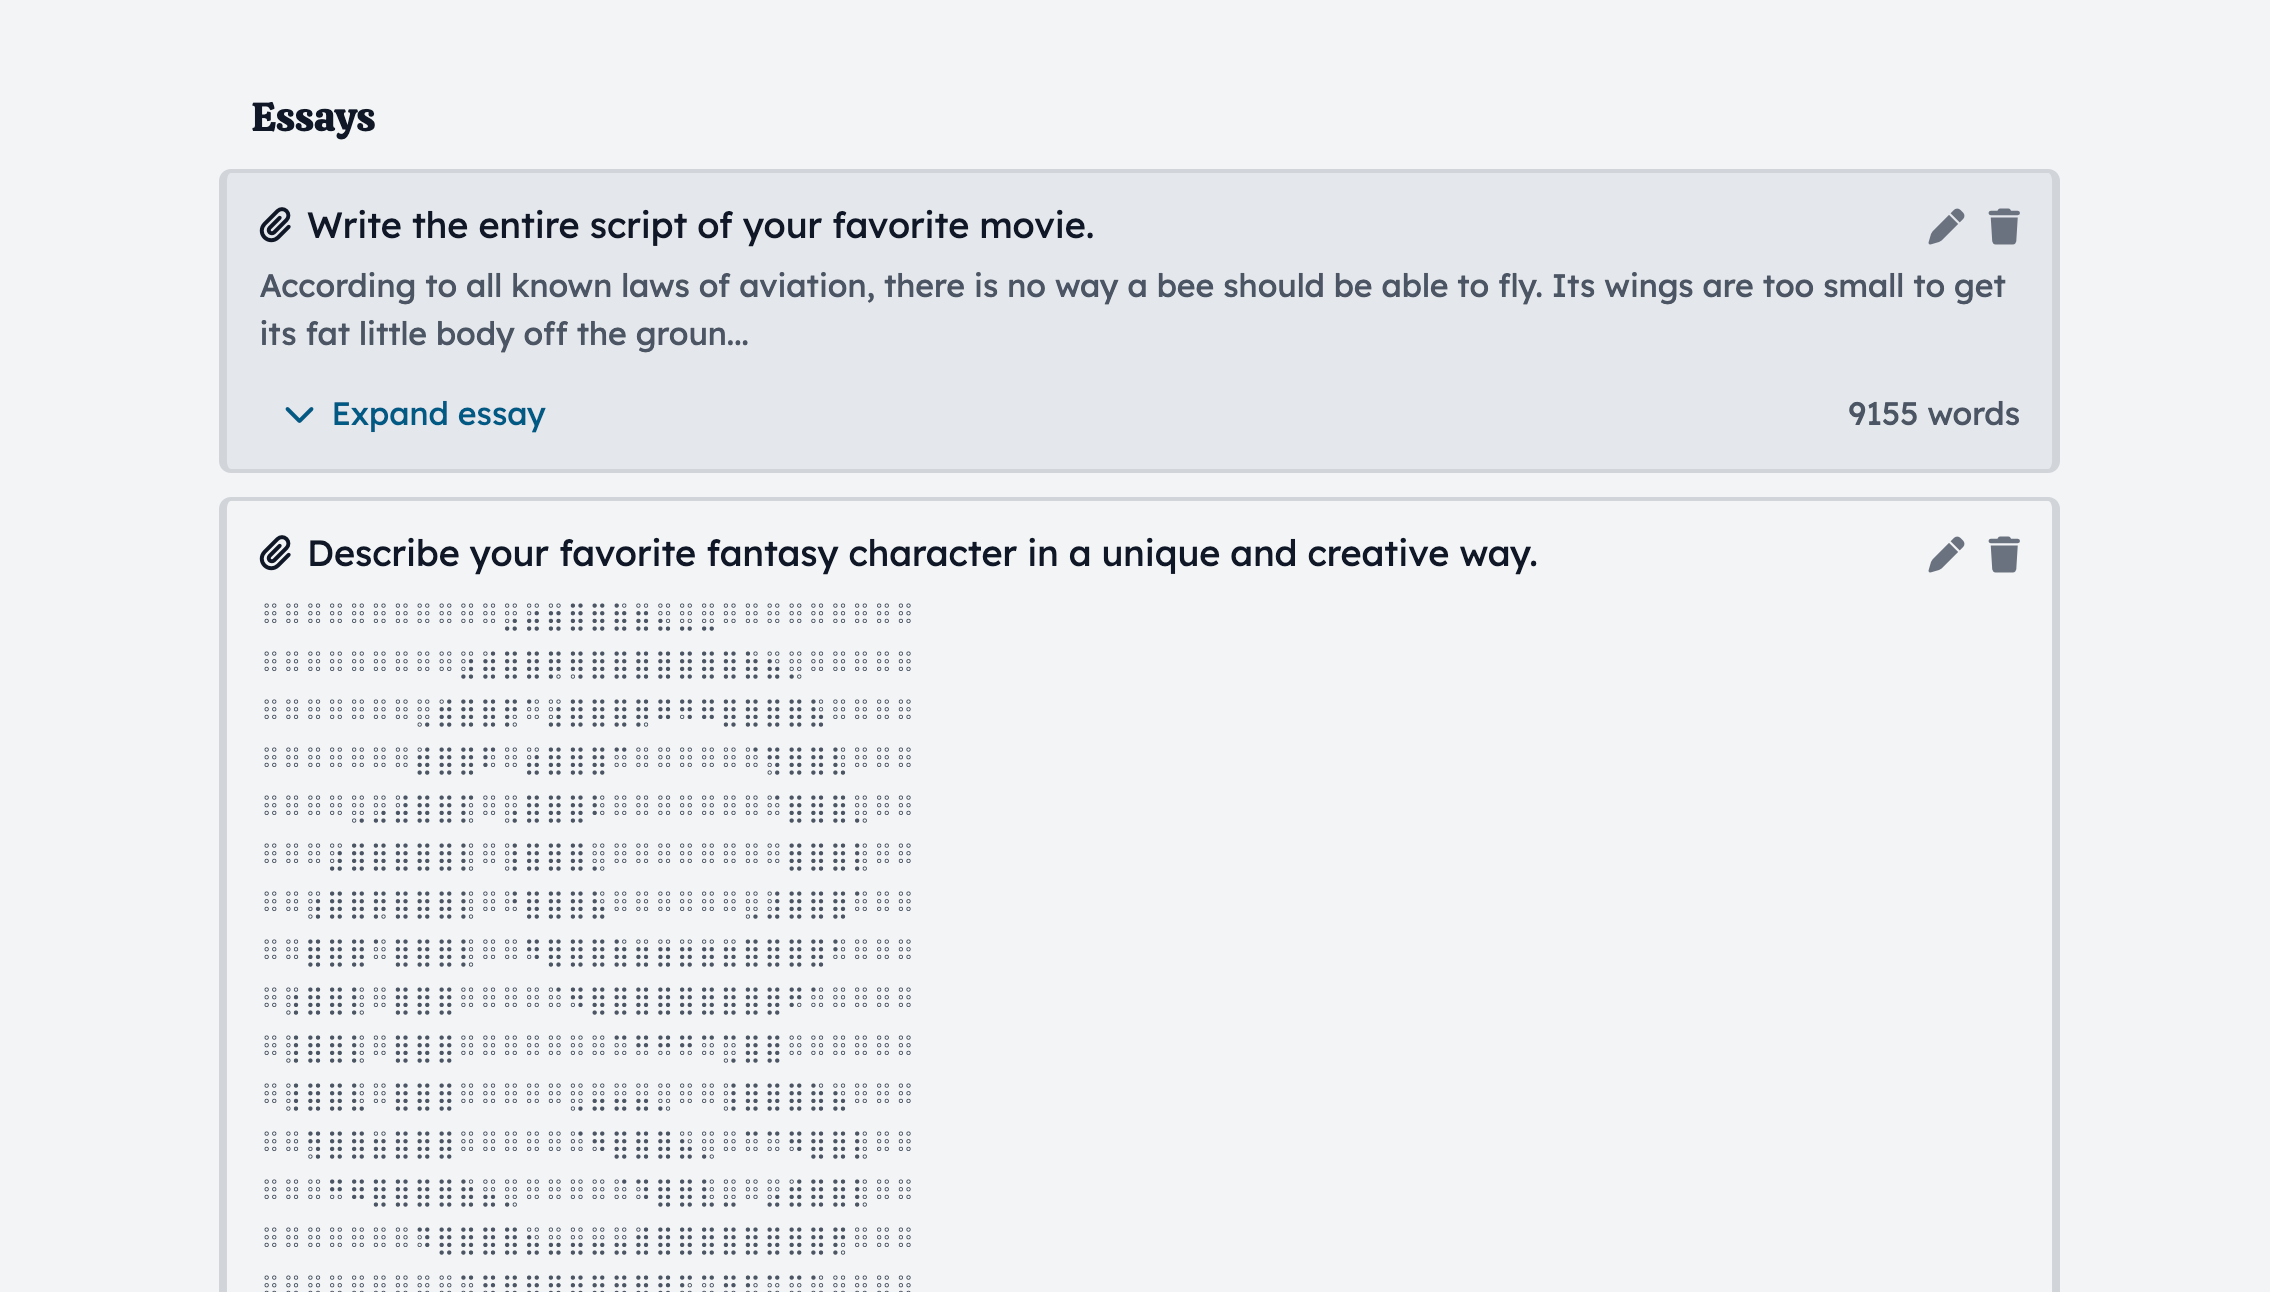 Essays
Write the entire script of your favorite movie.
According to all known laws of aviation, there is no way a bee should be able to fly. Its wings are too small to get
its fat little body off the groun...
Expand essay
9155 words
Describe your favorite fantasy character in a unique and creative way.